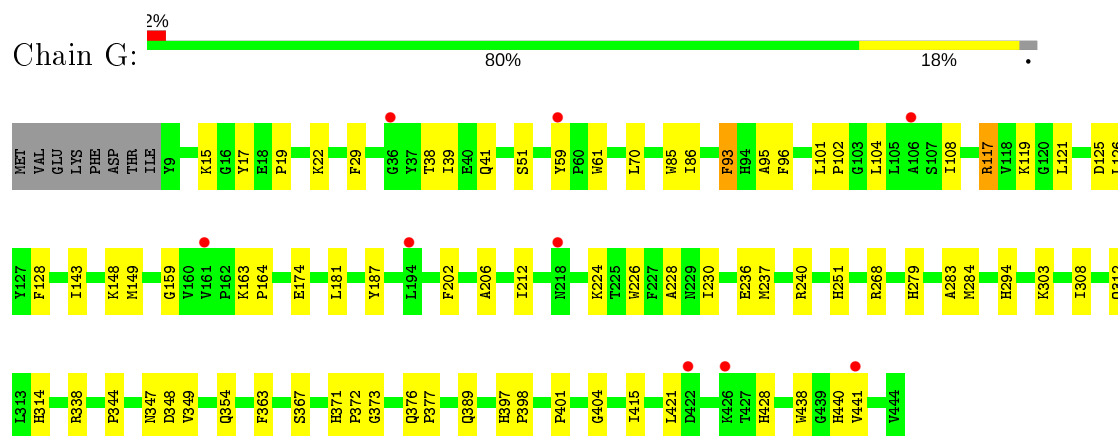 2%
Chain G:
80% 18% •
MET VAL GLU LYS PHE ASP THR ILE Y9 K15 G16 Y17 E18 P19 K22 F29 G36 Y37 T38 I39 E40 Q41 S51 Y59 P60 W61 L70 W85 I86 F93 H94 A95 F96 L101 P102 G103 L104 L105 A106 S107 I108 R117 V118 K119 G120 L121 D125 L126
Y127 F128 I143 K148 M149 G159 V160 V161 P162 K163 P164 E174 L181 Y187 L194 F202 A206 I212 N218 K224 T225 W226 F227 A228 N229 I230 E236 M237 R240 H251 R268 H279 A283 M284 H294 K303 I308 Q312
L313 H314 R338 P344 N347 D348 V349 Q354 F363 S367 H371 P372 G373 Q376 P377 Q389 H397 P398 P401 G404 I415 L421 D422 K426 T427 H428 W438 G439 H440 V441 V444